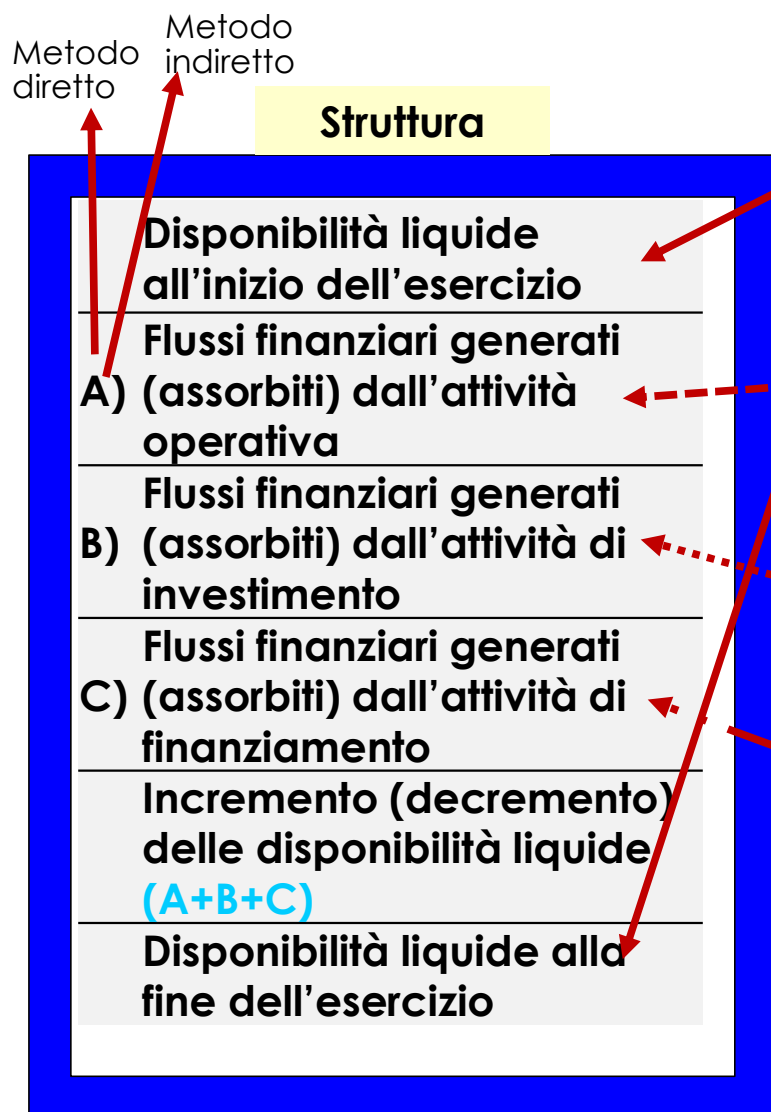 Metodo
diretto
Metodo
indiretto
Struttura
Disponibilità liquide
all’inizio dell’esercizio
Flussi finanziari generati
A) (assorbiti) dall’attività
operativa
Flussi finanziari generati
B) (assorbiti) dall’attività di
investimento
Flussi finanziari generati
C) (assorbiti) dall’attività di
finanziamento
Incremento (decremento)
delle disponibilità liquide
(A+B+C)
Disponibilità liquide alla
fine dell’esercizio